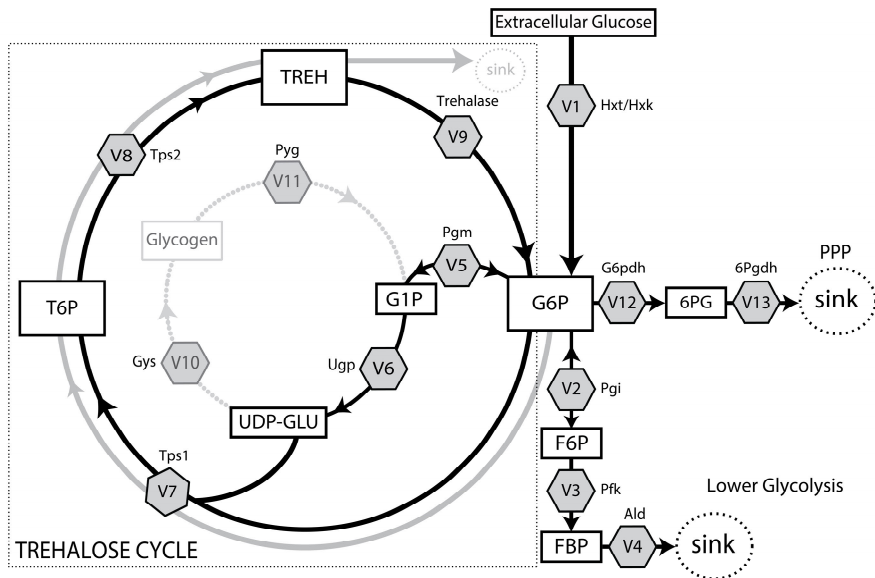 Extracellular Glucose
TREH
sink
Trehalase
V9
V1
Hxt/Hxk
V8
Tps2
Pyg
V11
Glycogen
Pgm
V5
G6pdh
6Pgdh
PPP
T6P
G1P
G6P
V12
6PG
V13
sink
Gys
V10
Ugp
V6
V2
Pgi
UDP-GLU
F6P
Tps1
V7
V3
Pfk
Lower Glycolysis
Ald
TREHALOSE CYCLE
FBP
V4
sink